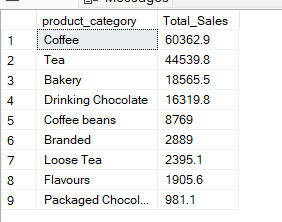 Messages
product_category Total_Sales
1 Coffee 60362.9
2 Tea 44539.8
3 Bakery 18565.5
4 Drinking Chocolate 16319.8
5 Coffee beans 8769
6 Branded 2889
7 Loose Tea 2395.1
8 Flavours 1905.6
9 Packaged Chocol... 981.1